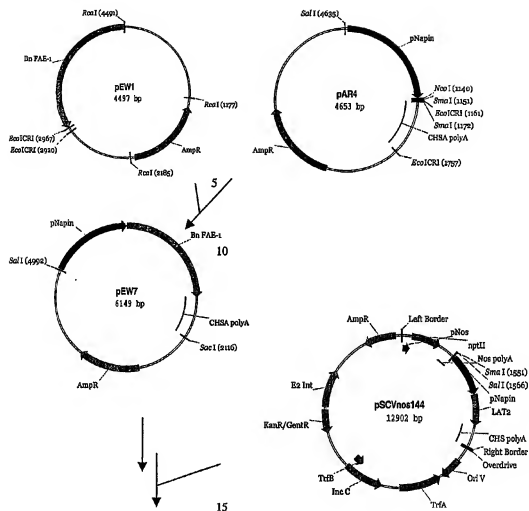 RcaI (4491)
Bn FAE-1
pEW1
4497 bp
RcaI (1177)
EcoICRI (2967)
EcoICRI (2920)
AmpR
RcaI (2185)
SalI (4635)
pNapin
pAR4
4653 bp
NcoI (1140)
SmaI (1151)
EcoICRI (1161)
SmaI (1172)
CHSA polyA
EcoICRI (2757)
AmpR
5
10
pNapin
Bn FAE-1
SalI (4992)
pEW7
6149 bp
CHSA polyA
SacI (2116)
AmpR
15
Left Border
AmpR
pNos
nptII
Nos polyA
SmaI (1551)
SalI (1566)
pNapin
LAT2
E2 Int
pSCVnos144
12902 bp
KanR/GentR
CHS polyA
Right Border
Overdrive
TrfB
Inc C
Ori V
TrfA